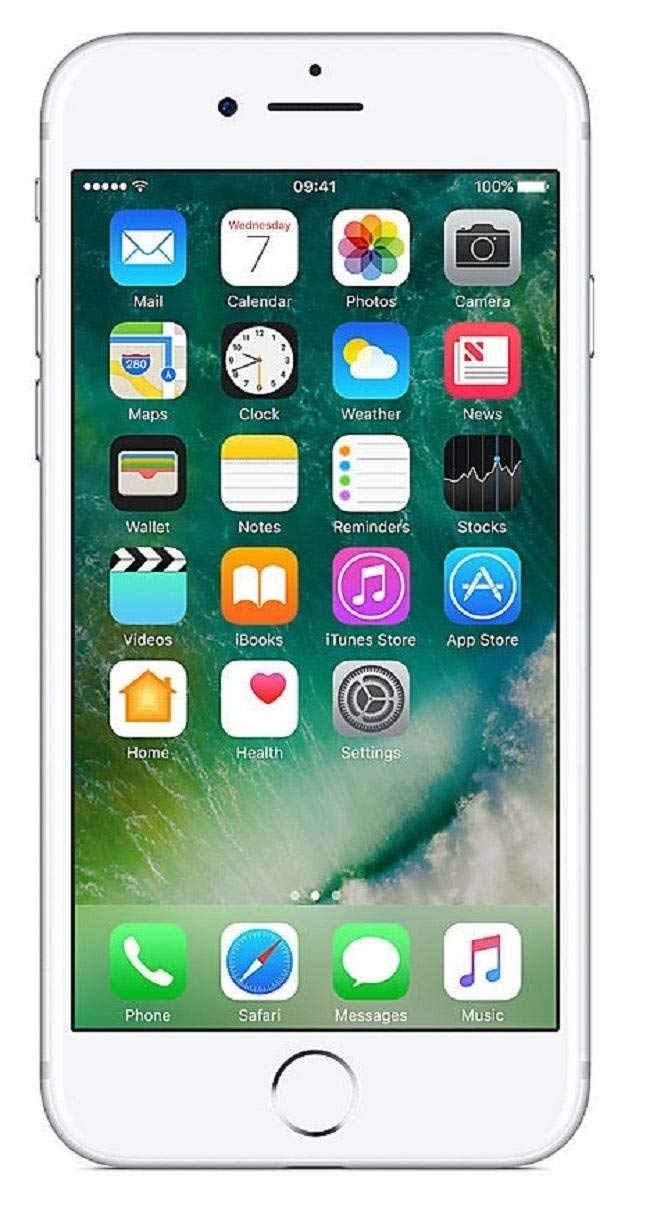 09:41 100%
Wednesday
7
Mail Calendar Photos Camera
280
Maps Clock Weather News
Wallet Notes Reminders Stocks
Videos iBooks iTunes Store App Store
Home Health Settings
Phone Safari Messages Music